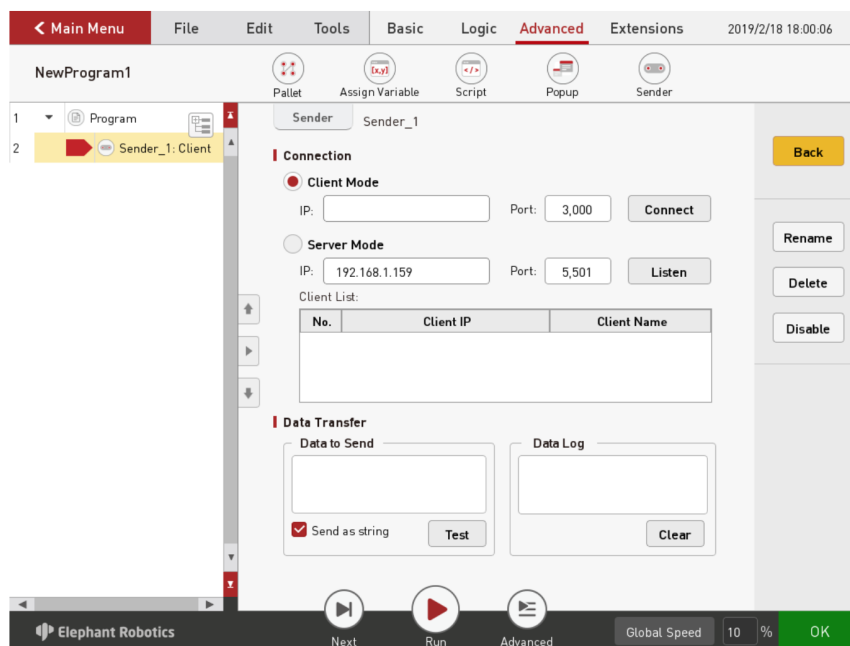 Main Menu File Edit Tools Basic Logic Advanced Extensions 2019/2/18 18:00:06
NewProgram1
[x,y] </>
Pallet Assign Variable Script Popup Sender
1 Program
2 Sender_1: Client
Sender Sender_1
Connection
Client Mode
IP: Port: 3,000 Connect
Server Mode
IP: 192.168.1.159 Port: 5,501 Listen
Client List:
No. Client IP Client Name
Data Transfer
Data to Send Data Log
Send as string Test Clear
Back
Rename
Delete
Disable
Elephant Robotics Next Run Advanced Global Speed 10 % OK